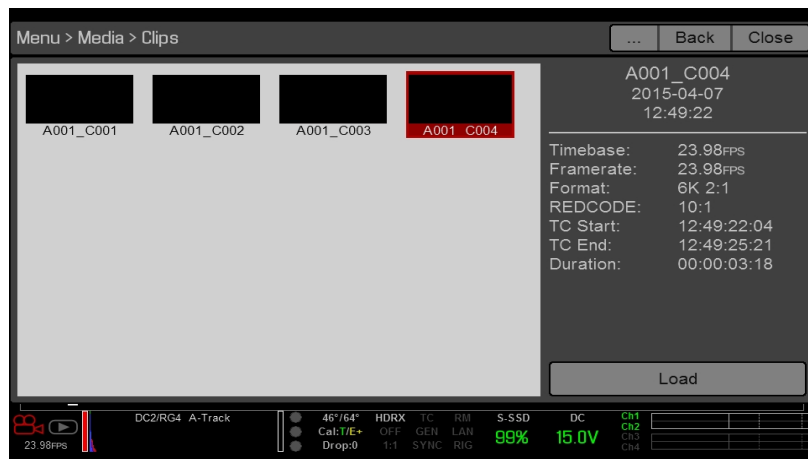 Menu > Media > Clips ... Back Close
A001_C001 A001_C002 A001_C003 A001_C004
A001_C004
2015-04-07
12:49:22
Timebase: 23.98FPS
Framerate: 23.98FPS
Format: 6K 2:1
REDCODE: 10:1
TC Start: 12:49:22:04
TC End: 12:49:25:21
Duration: 00:00:03:18
Load
DC2/RG4 A-Track 46°/64° HDRX TC RM S-SSD DC Ch1
Cal:T/E+ OFF GEN LAN 99% 15.0V Ch2
23.98FPS Drop:0 1:1 SYNC RIG Ch3
Ch4